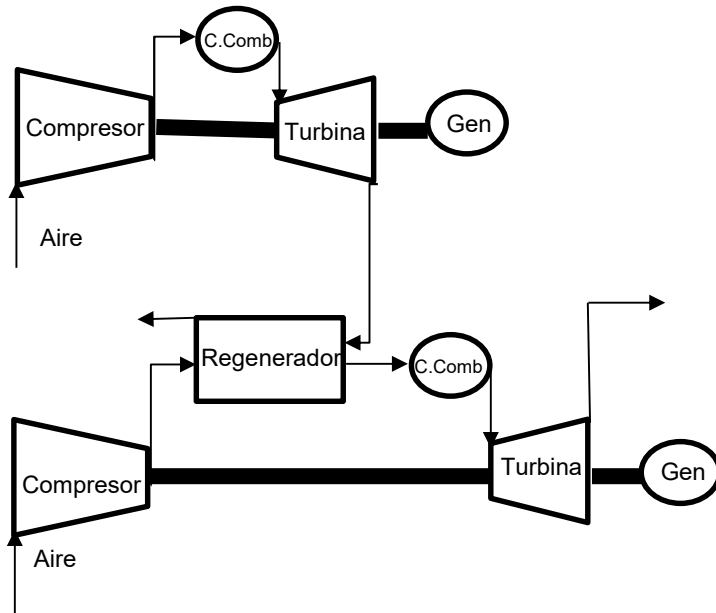 C.Comb
Compresor
Turbina
Gen
Aire
Regenerador
C.Comb
Compresor
Turbina
Gen
Aire